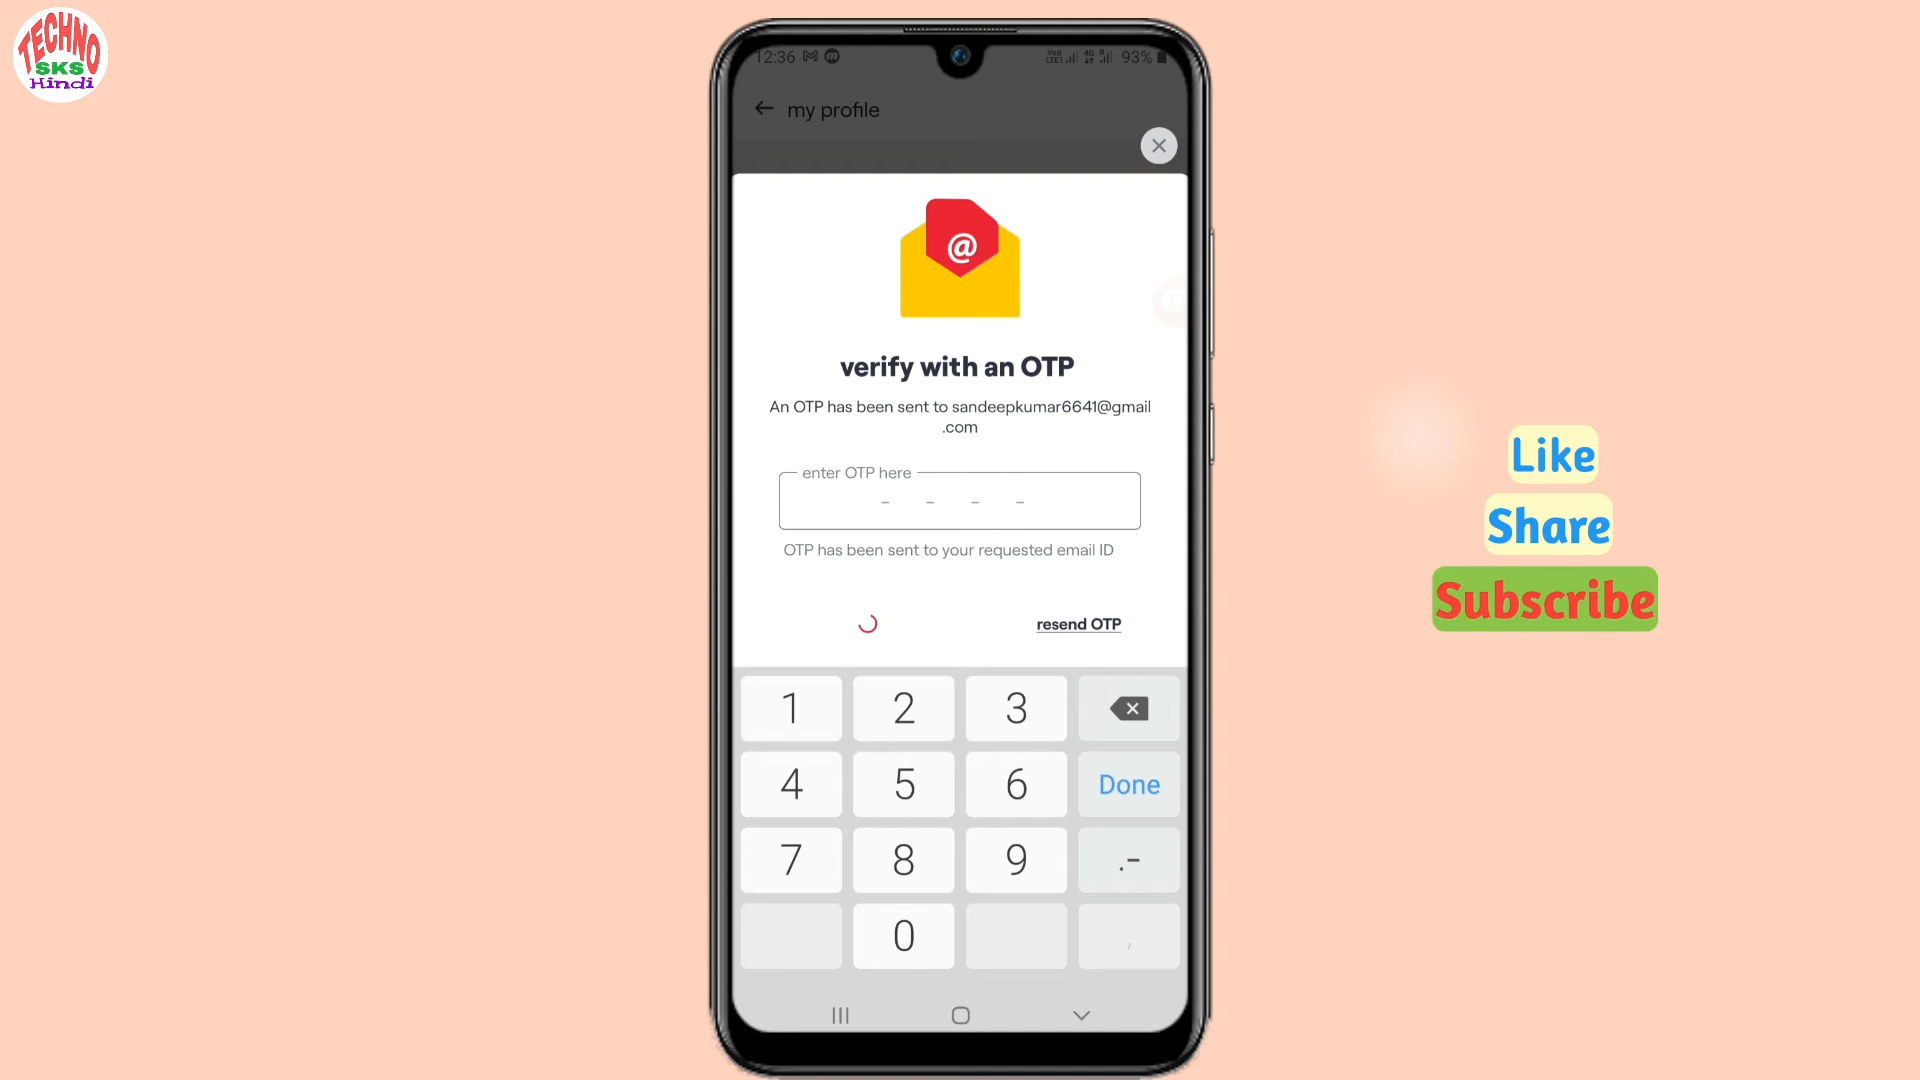 TECHNO
SKS
Hindi
12:36
93%
my profile
@
verify with an OTP
An OTP has been sent to sandeepkumar6641@gmail
.com
enter OTP here
- - - -
OTP has been sent to your requested email ID
resend OTP
1 2 3
4 5 6 Done
7 8 9 .-
0 ,
Like
Share
Subscribe